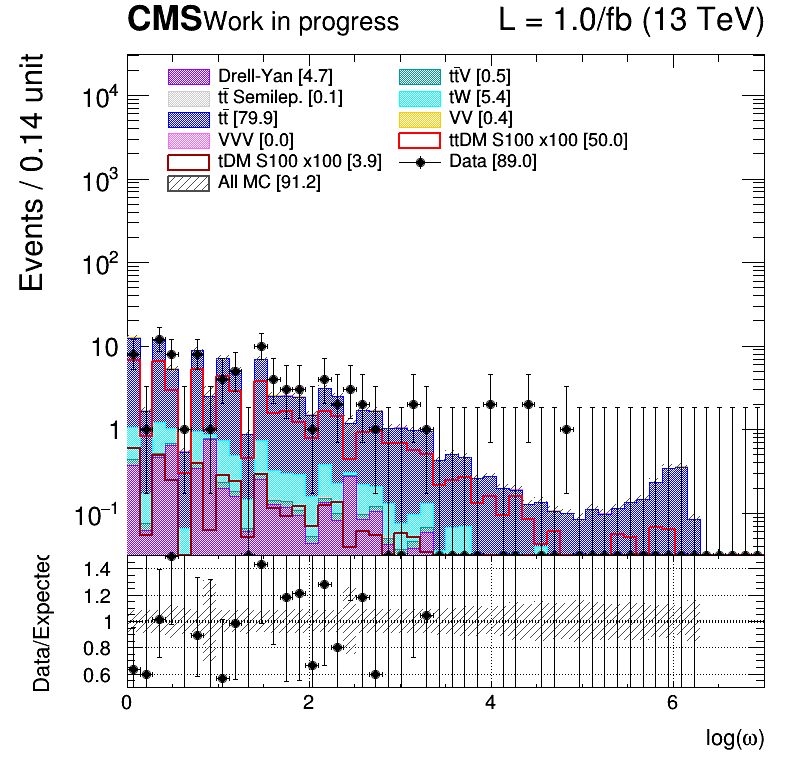 CMS Work in progress L = 1.0/fb (13 TeV)
Events / 0.14 unit
Drell-Yan [4.7] tt̄V [0.5]
tt̄ Semilep. [0.1] tW [5.4]
tt̄ [79.9] VV [0.4]
VVV [0.0] ttDM S100 x100 [50.0]
tDM S100 x100 [3.9] Data [89.0]
All MC [91.2]
10⁴
10³
10²
10
1
10⁻¹
Data/Expected
1.4
1.2
1
0.8
0.6
0 2 4 6
log(ω)